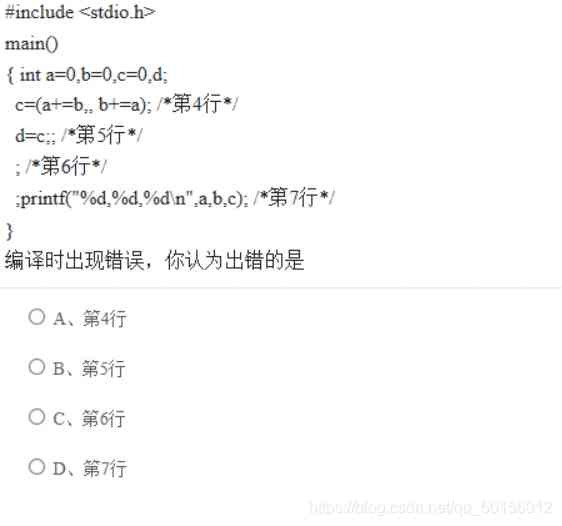 #include <stdio.h>
main()
{ int a=0,b=0,c=0,d;
c=(a+=b,, b+=a); /*第4行*/
d=c;; /*第5行*/
; /*第6行*/
;printf("%d,%d,%d\n",a,b,c); /*第7行*/
}
编译时出现错误，你认为出错的是
A、第4行
B、第5行
C、第6行
D、第7行
https://blog.csdn.net/qq_50156012